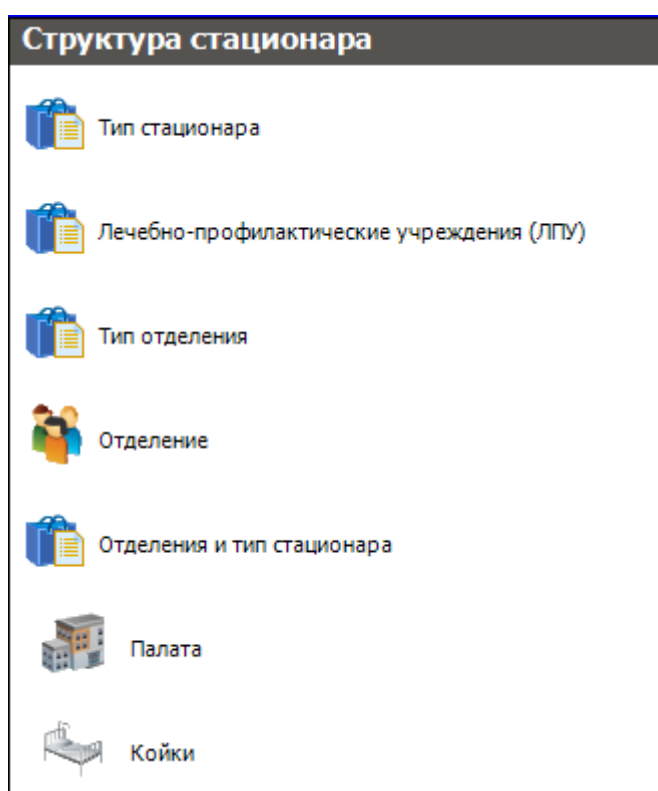 Структура стационара
Тип стационара
Лечебно-профилактические учреждения (ЛПУ)
Тип отделения
Отделение
Отделения и тип стационара
Палата
Койки